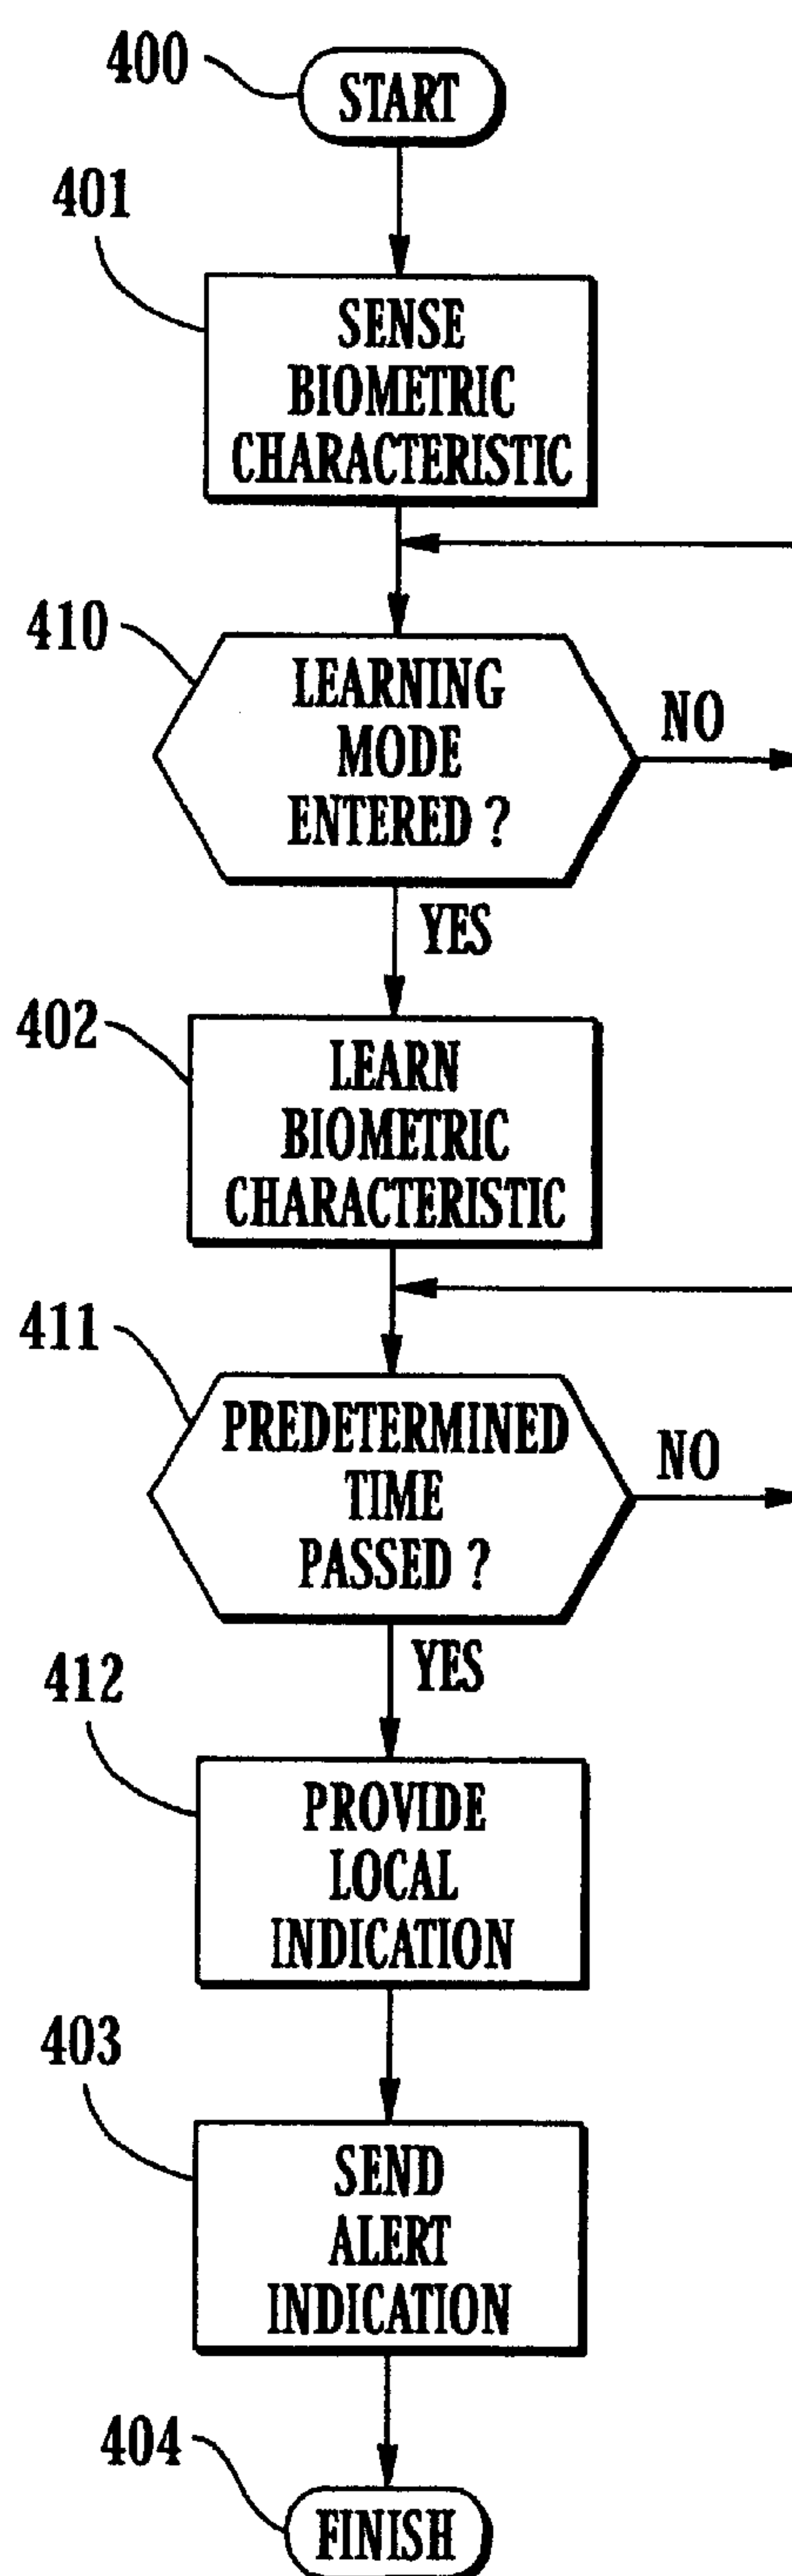 400
START
401
SENSE
BIOMETRIC
CHARACTERISTIC
410
LEARNING
MODE
ENTERED ?
NO
YES
402
LEARN
BIOMETRIC
CHARACTERISTIC
411
PREDETERMINED
TIME
PASSED ?
NO
YES
412
PROVIDE
LOCAL
INDICATION
403
SEND
ALERT
INDICATION
404
FINISH